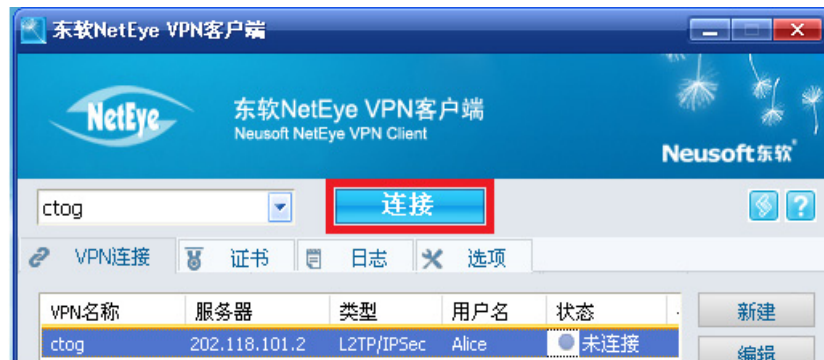 东软NetEye VPN客户端
NetEye
东软NetEye VPN客户端
Neusoft NetEye VPN Client
Neusoft东软
ctog
连接
?
VPN连接 证书 日志 选项
VPN名称 服务器 类型 用户名 状态
新建
ctog 202.118.101.2 L2TP/IPSec Alice 未连接
编辑